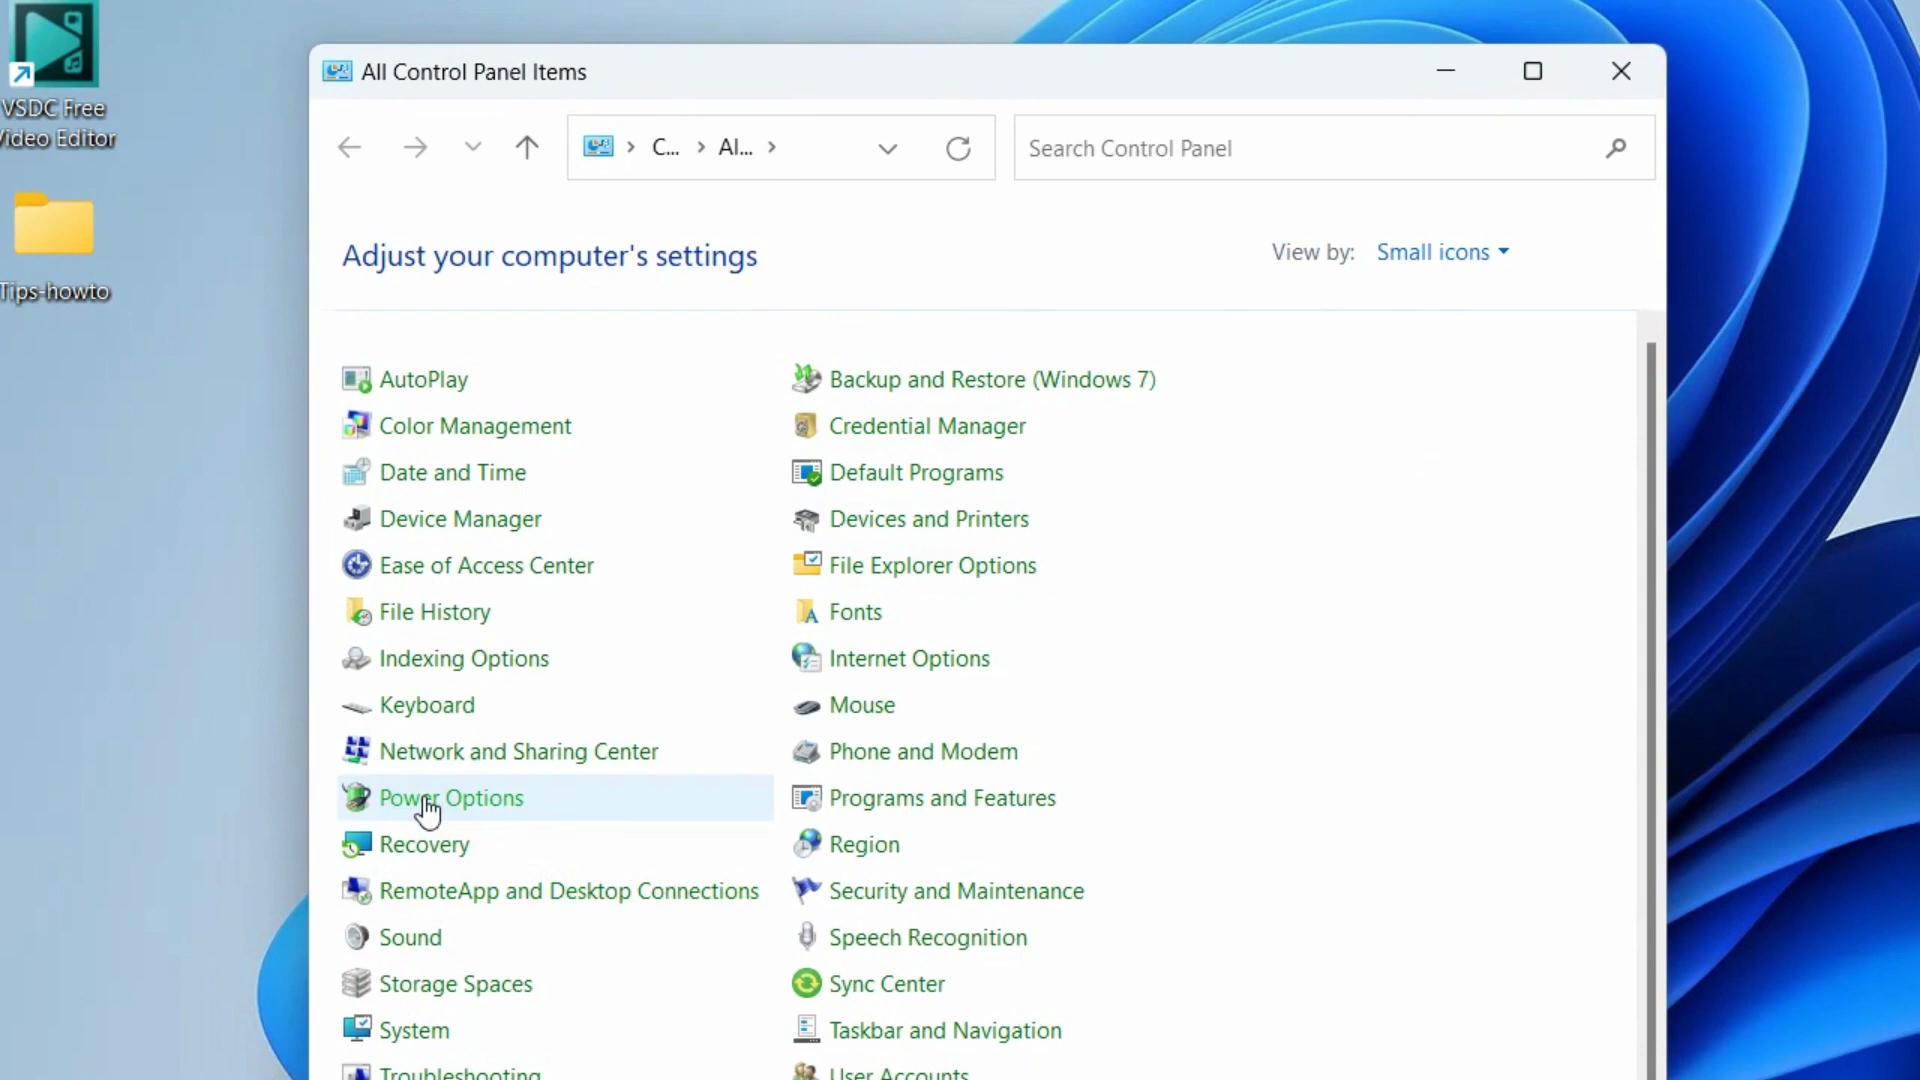 VSDC Free
Video Editor
Tips-howto
All Control Panel Items
C...
Al...
Search Control Panel
Adjust your computer's settings
View by:
Small icons
AutoPlay
Backup and Restore (Windows 7)
Color Management
Credential Manager
Date and Time
Default Programs
Device Manager
Devices and Printers
Ease of Access Center
File Explorer Options
File History
Fonts
Indexing Options
Internet Options
Keyboard
Mouse
Network and Sharing Center
Phone and Modem
Power Options
Programs and Features
Recovery
Region
RemoteApp and Desktop Connections
Security and Maintenance
Sound
Speech Recognition
Storage Spaces
Sync Center
System
Taskbar and Navigation
Troubleshooting
User Accounts